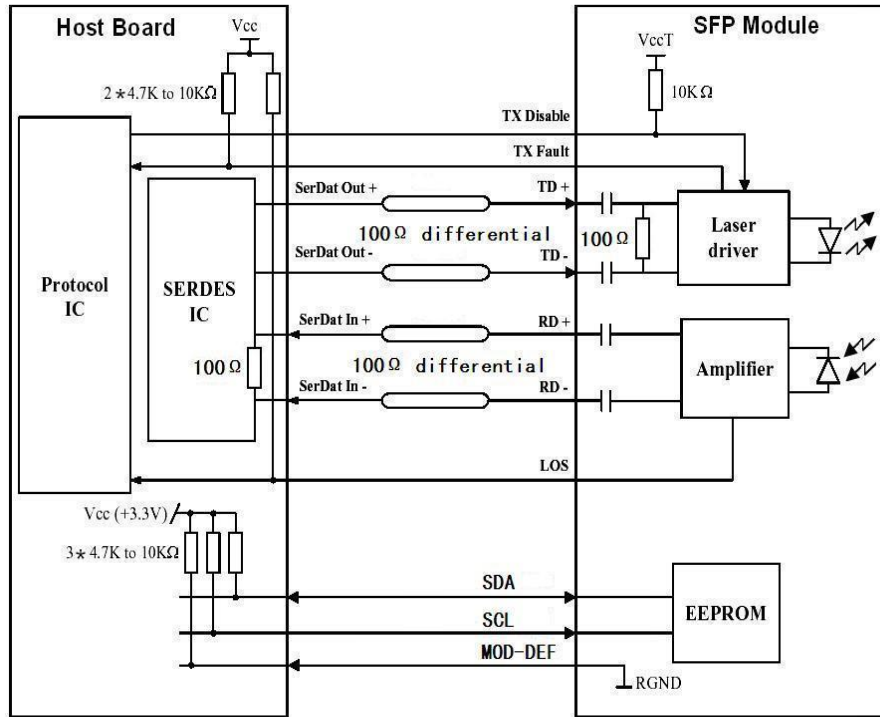 Host Board
SFP Module
Vcc
VccT
2*4.7K to 10KΩ
10KΩ
TX Disable
TX Fault
SerDat Out +
TD +
100Ω differential
100Ω
Laser
driver
SerDat Out -
TD -
Protocol
IC
SERDES
IC
SerDat In +
RD +
100Ω
100Ω differential
Amplifier
SerDat In -
RD -
LOS
Vcc (+3.3V)
3*4.7K to 10KΩ
SDA
EEPROM
SCL
MOD-DEF
RGND